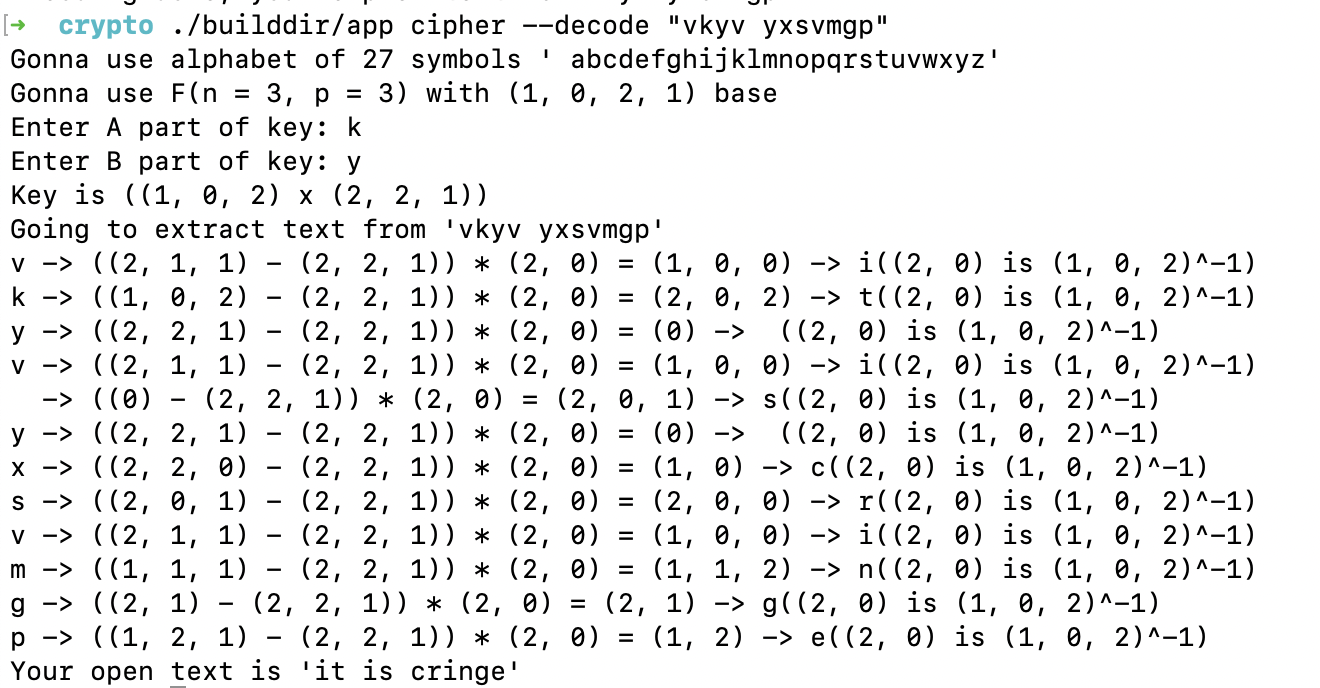 ➜ crypto ./builddir/app cipher --decode "vkyv yxsvmgp"
Gonna use alphabet of 27 symbols ' abcdefghijklmnopqrstuvwxyz'
Gonna use F(n = 3, p = 3) with (1, 0, 2, 1) base
Enter A part of key: k
Enter B part of key: y
Key is ((1, 0, 2) x (2, 2, 1))
Going to extract text from 'vkyv yxsvmgp'
v -> ((2, 1, 1) - (2, 2, 1)) * (2, 0) = (1, 0, 0) -> i((2, 0) is (1, 0, 2)^-1)
k -> ((1, 0, 2) - (2, 2, 1)) * (2, 0) = (2, 0, 2) -> t((2, 0) is (1, 0, 2)^-1)
y -> ((2, 2, 1) - (2, 2, 1)) * (2, 0) = (0) ->  ((2, 0) is (1, 0, 2)^-1)
v -> ((2, 1, 1) - (2, 2, 1)) * (2, 0) = (1, 0, 0) -> i((2, 0) is (1, 0, 2)^-1)
  -> ((0) - (2, 2, 1)) * (2, 0) = (2, 0, 1) -> s((2, 0) is (1, 0, 2)^-1)
y -> ((2, 2, 1) - (2, 2, 1)) * (2, 0) = (0) ->  ((2, 0) is (1, 0, 2)^-1)
x -> ((2, 2, 0) - (2, 2, 1)) * (2, 0) = (1, 0) -> c((2, 0) is (1, 0, 2)^-1)
s -> ((2, 0, 1) - (2, 2, 1)) * (2, 0) = (2, 0, 0) -> r((2, 0) is (1, 0, 2)^-1)
v -> ((2, 1, 1) - (2, 2, 1)) * (2, 0) = (1, 0, 0) -> i((2, 0) is (1, 0, 2)^-1)
m -> ((1, 1, 1) - (2, 2, 1)) * (2, 0) = (1, 1, 2) -> n((2, 0) is (1, 0, 2)^-1)
g -> ((2, 1) - (2, 2, 1)) * (2, 0) = (2, 1) -> g((2, 0) is (1, 0, 2)^-1)
p -> ((1, 2, 1) - (2, 2, 1)) * (2, 0) = (1, 2) -> e((2, 0) is (1, 0, 2)^-1)
Your open text is 'it is cringe'